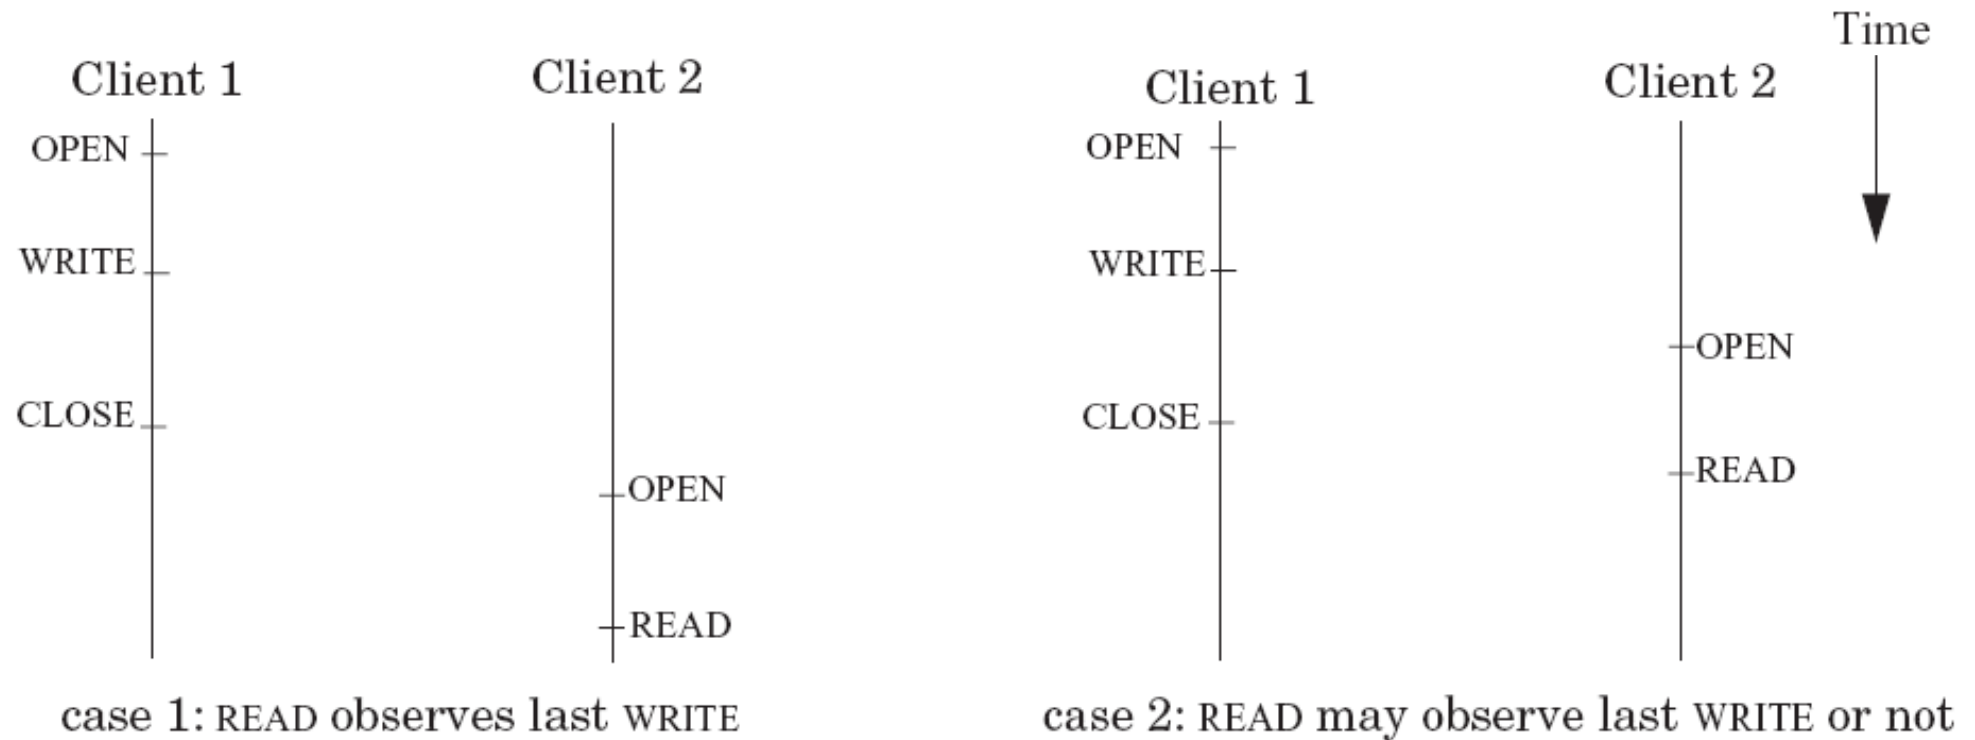 Time
Client 1
Client 2
OPEN
WRITE
CLOSE
OPEN
READ
case 1: READ observes last WRITE
Client 1
Client 2
OPEN
WRITE
OPEN
CLOSE
READ
case 2: READ may observe last WRITE or not